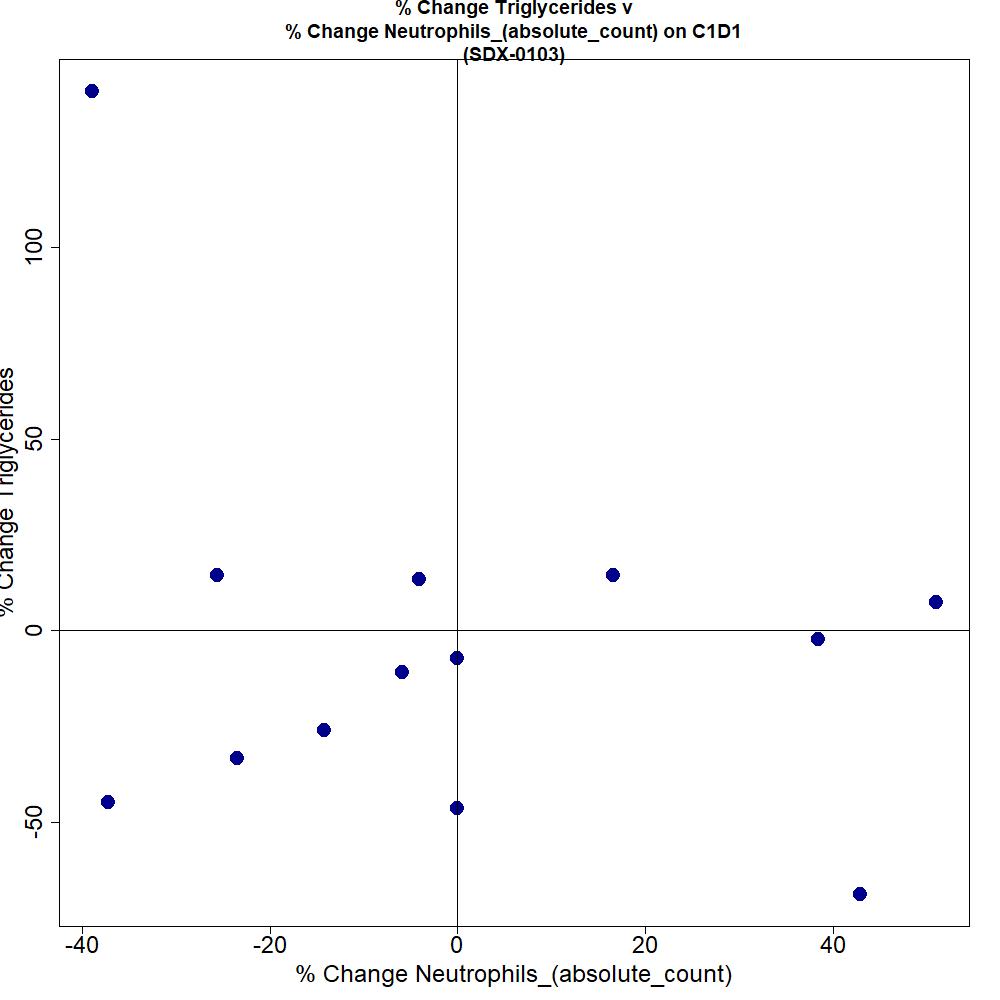 % Change Triglycerides v
% Change Neutrophils_(absolute_count) on C1D1
(SDX-0103)
% Change Triglycerides
100
50
0
-50
-40
-20
0
20
40
% Change Neutrophils_(absolute_count)